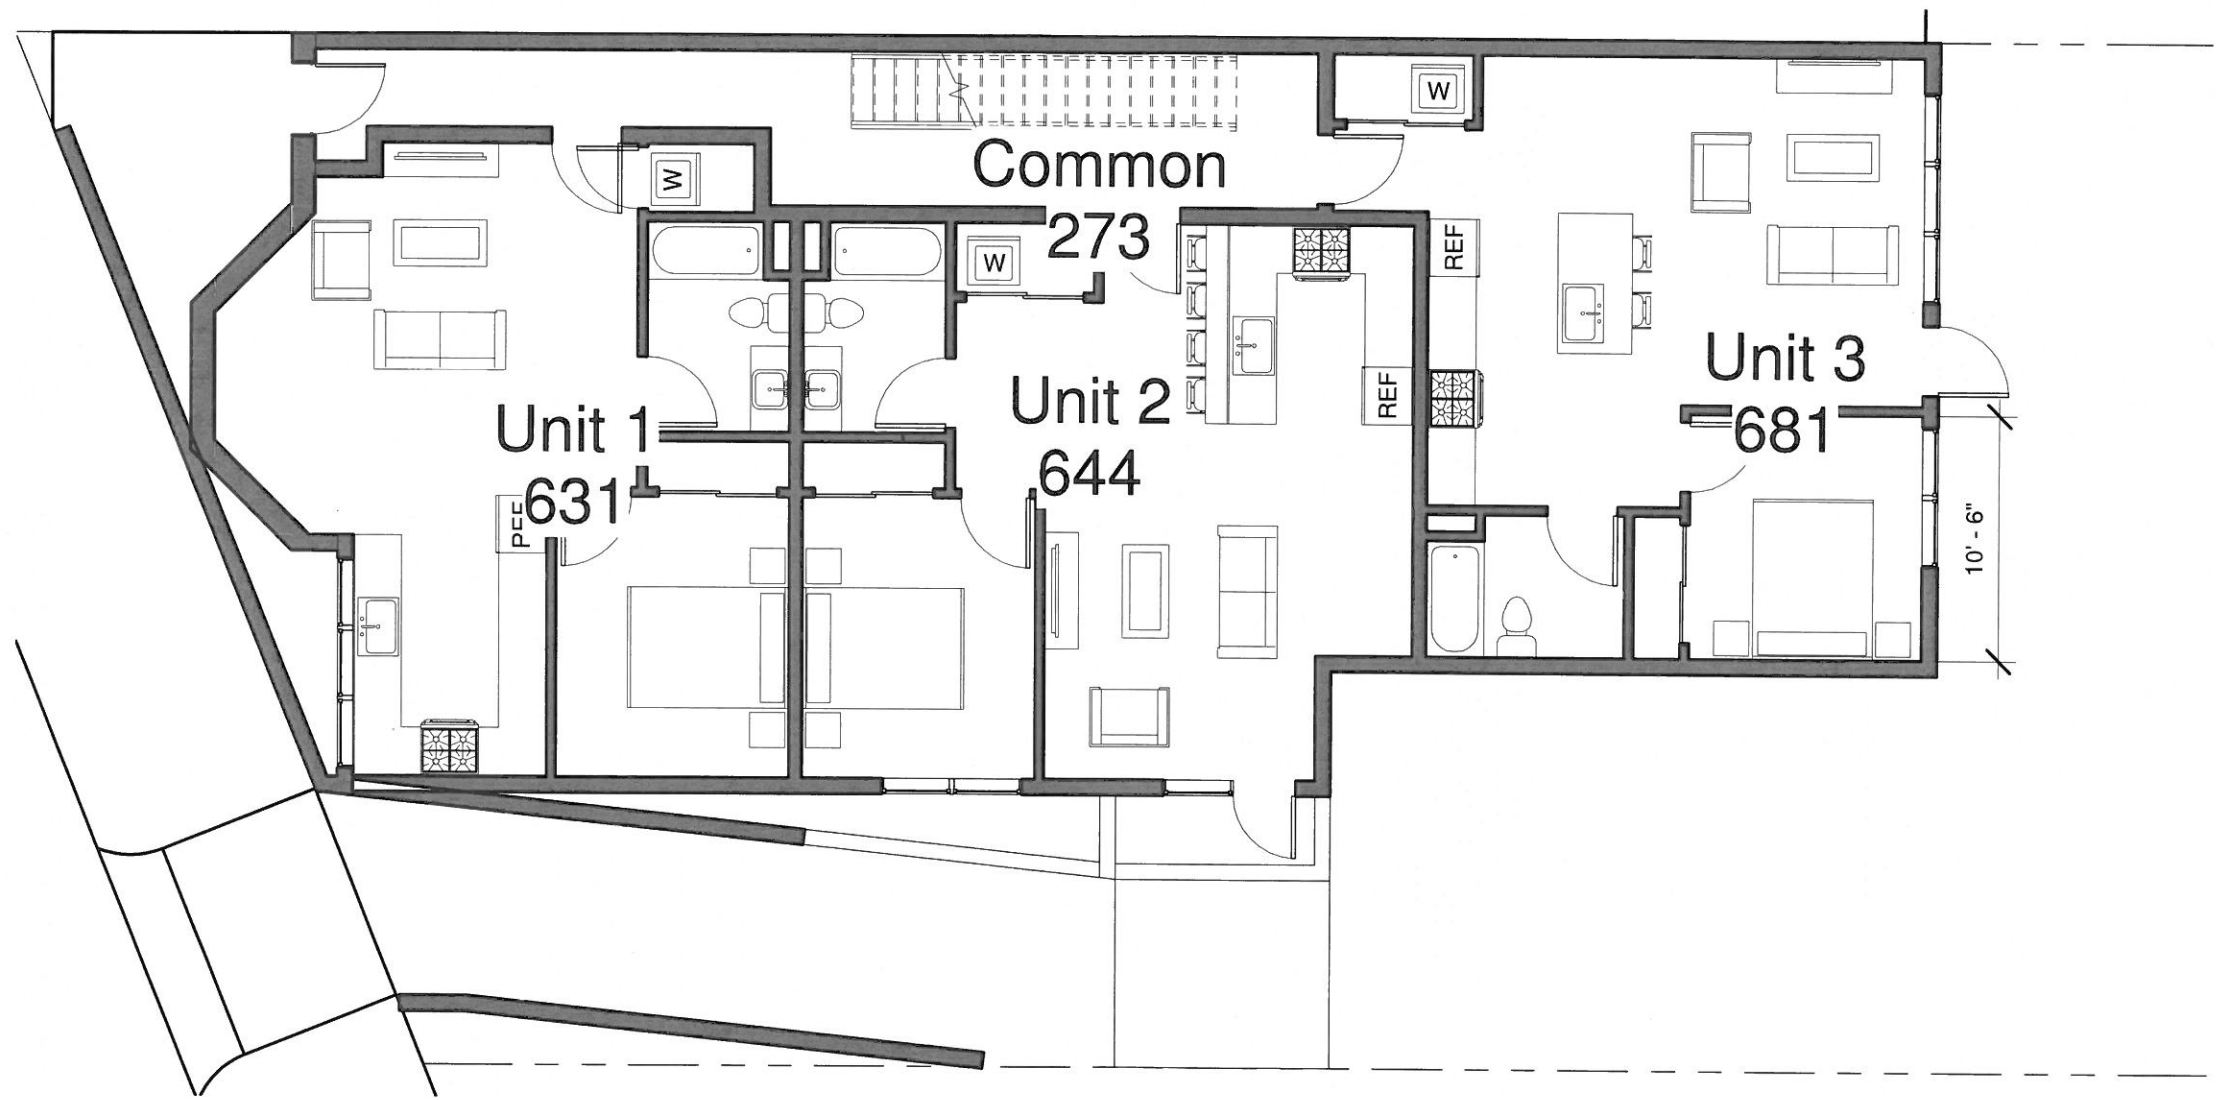 W
Common
273
W
W
REF
Unit 3
681
Unit 2
644
REF
Unit 1
631
10' - 6"